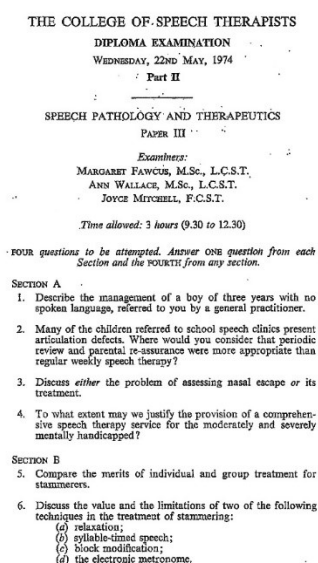 THE COLLEGE OF SPEECH THERAPISTS
DIPLOMA EXAMINATION
WEDNESDAY, 22ND MAY, 1974
Part II
SPEECH PATHOLOGY AND THERAPEUTICS
PAPER III
Examiners:
MARGARET FAWCUS, M.Sc., L.C.S.T.
ANN WALLACE, M.Sc., L.C.S.T.
JOYCE MITCHELL, F.C.S.T.
Time allowed: 3 hours (9.30 to 12.30)
FOUR questions to be attempted. Answer ONE question from each
Section and the FOURTH from any section.
SECTION A
1. Describe the management of a boy of three years with no
spoken language, referred to you by a general practitioner.
2. Many of the children referred to school speech clinics present
articulation defects. Where would you consider that periodic
review and parental re-assurance were more appropriate than
regular weekly speech therapy?
3. Discuss either the problem of assessing nasal escape or its
treatment.
4. To what extent may we justify the provision of a comprehen-
sive speech therapy service for the moderately and severely
mentally handicapped?
SECTION B
5. Compare the merits of individual and group treatment for
stammerers.
6. Discuss the value and the limitations of two of the following
techniques in the treatment of stammering:
(a) relaxation;
(b) syllable-timed speech;
(c) block modification;
(d) the electronic metronome.